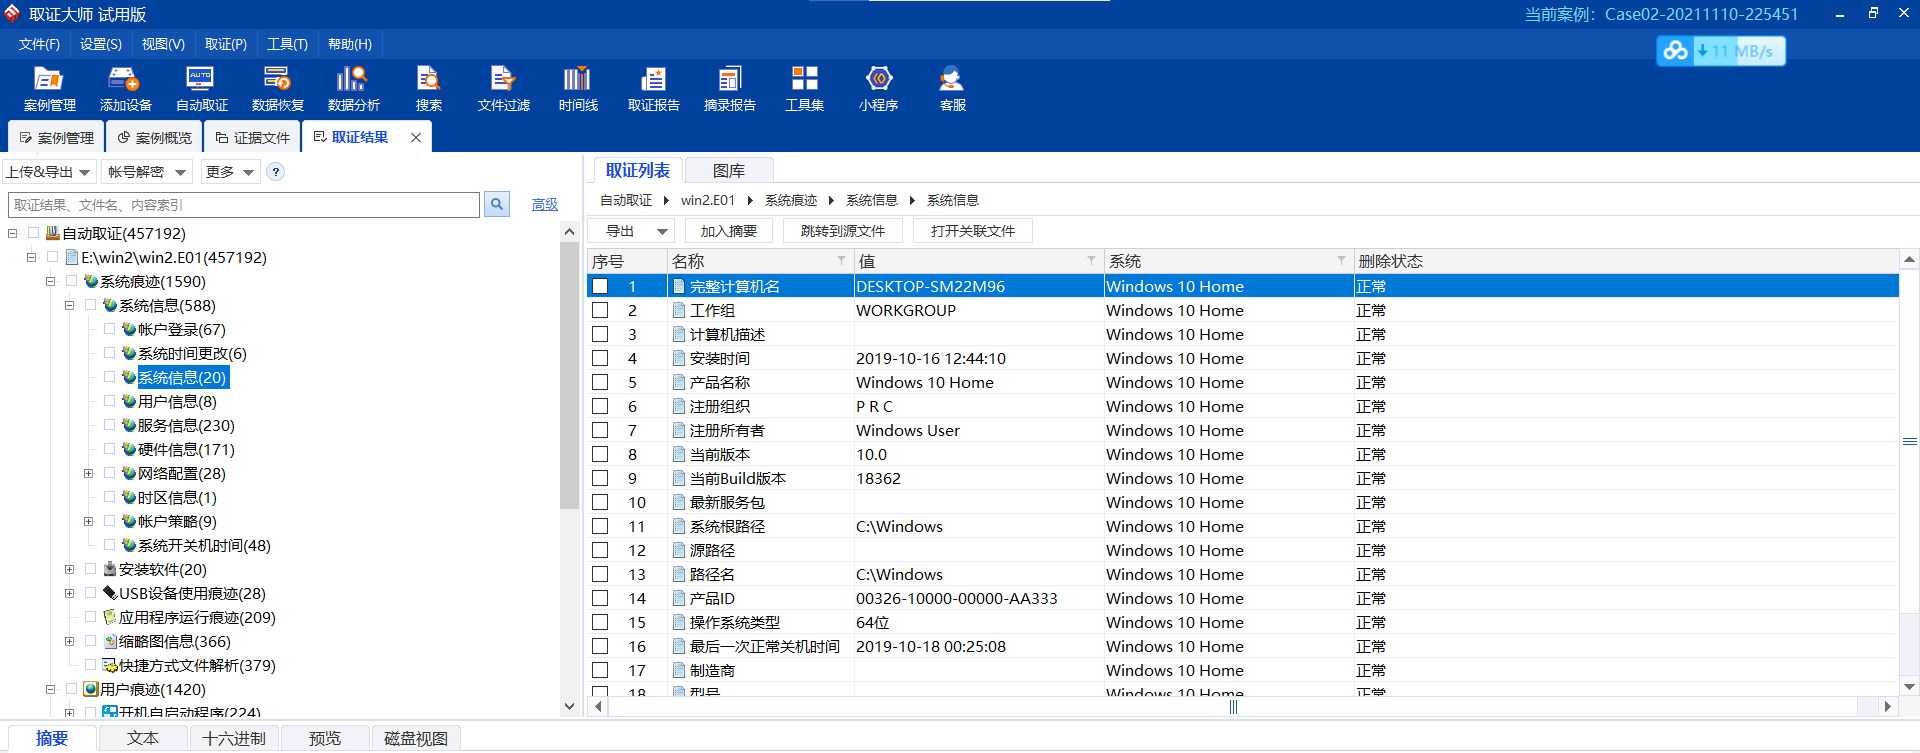 取证大师 试用版
当前案例：Case02-20211110-225451
文件(F) 设置(S) 视图(V) 取证(P) 工具(T) 帮助(H)
11 MB/s
AUTO
案例管理 添加设备 自动取证 数据恢复 数据分析 搜索 文件过滤 时间线 取证报告 摘录报告 工具集 小程序 客服
案例管理 案例概览 证据文件 取证结果
上传&导出 帐号解密 更多 ?
取证结果、文件名、内容索引
高级
自动取证(457192)
E:\win2\win2.E01(457192)
系统痕迹(1590)
系统信息(588)
帐户登录(67)
系统时间更改(6)
系统信息(20)
用户信息(8)
服务信息(230)
硬件信息(171)
网络配置(28)
时区信息(1)
帐户策略(9)
系统开关机时间(48)
安装软件(20)
USB设备使用痕迹(28)
应用程序运行痕迹(209)
缩略图信息(366)
快捷方式文件解析(379)
用户痕迹(1420)
开机自启动程序(224)
取证列表 图库
自动取证 win2.E01 系统痕迹 系统信息 系统信息
导出 加入摘要 跳转到源文件 打开关联文件
序号 名称 值 系统 删除状态
1 完整计算机名 DESKTOP-SM22M96 Windows 10 Home 正常
2 工作组 WORKGROUP Windows 10 Home 正常
3 计算机描述 Windows 10 Home 正常
4 安装时间 2019-10-16 12:44:10 Windows 10 Home 正常
5 产品名称 Windows 10 Home Windows 10 Home 正常
6 注册组织 P R C Windows 10 Home 正常
7 注册所有者 Windows User Windows 10 Home 正常
8 当前版本 10.0 Windows 10 Home 正常
9 当前Build版本 18362 Windows 10 Home 正常
10 最新服务包 Windows 10 Home 正常
11 系统根路径 C:\Windows Windows 10 Home 正常
12 源路径 Windows 10 Home 正常
13 路径名 C:\Windows Windows 10 Home 正常
14 产品ID 00326-10000-00000-AA333 Windows 10 Home 正常
15 操作系统类型 64位 Windows 10 Home 正常
16 最后一次正常关机时间 2019-10-18 00:25:08 Windows 10 Home 正常
17 制造商 Windows 10 Home 正常
18 型号 Windows 10 Home 正常
摘要 文本 十六进制 预览 磁盘视图